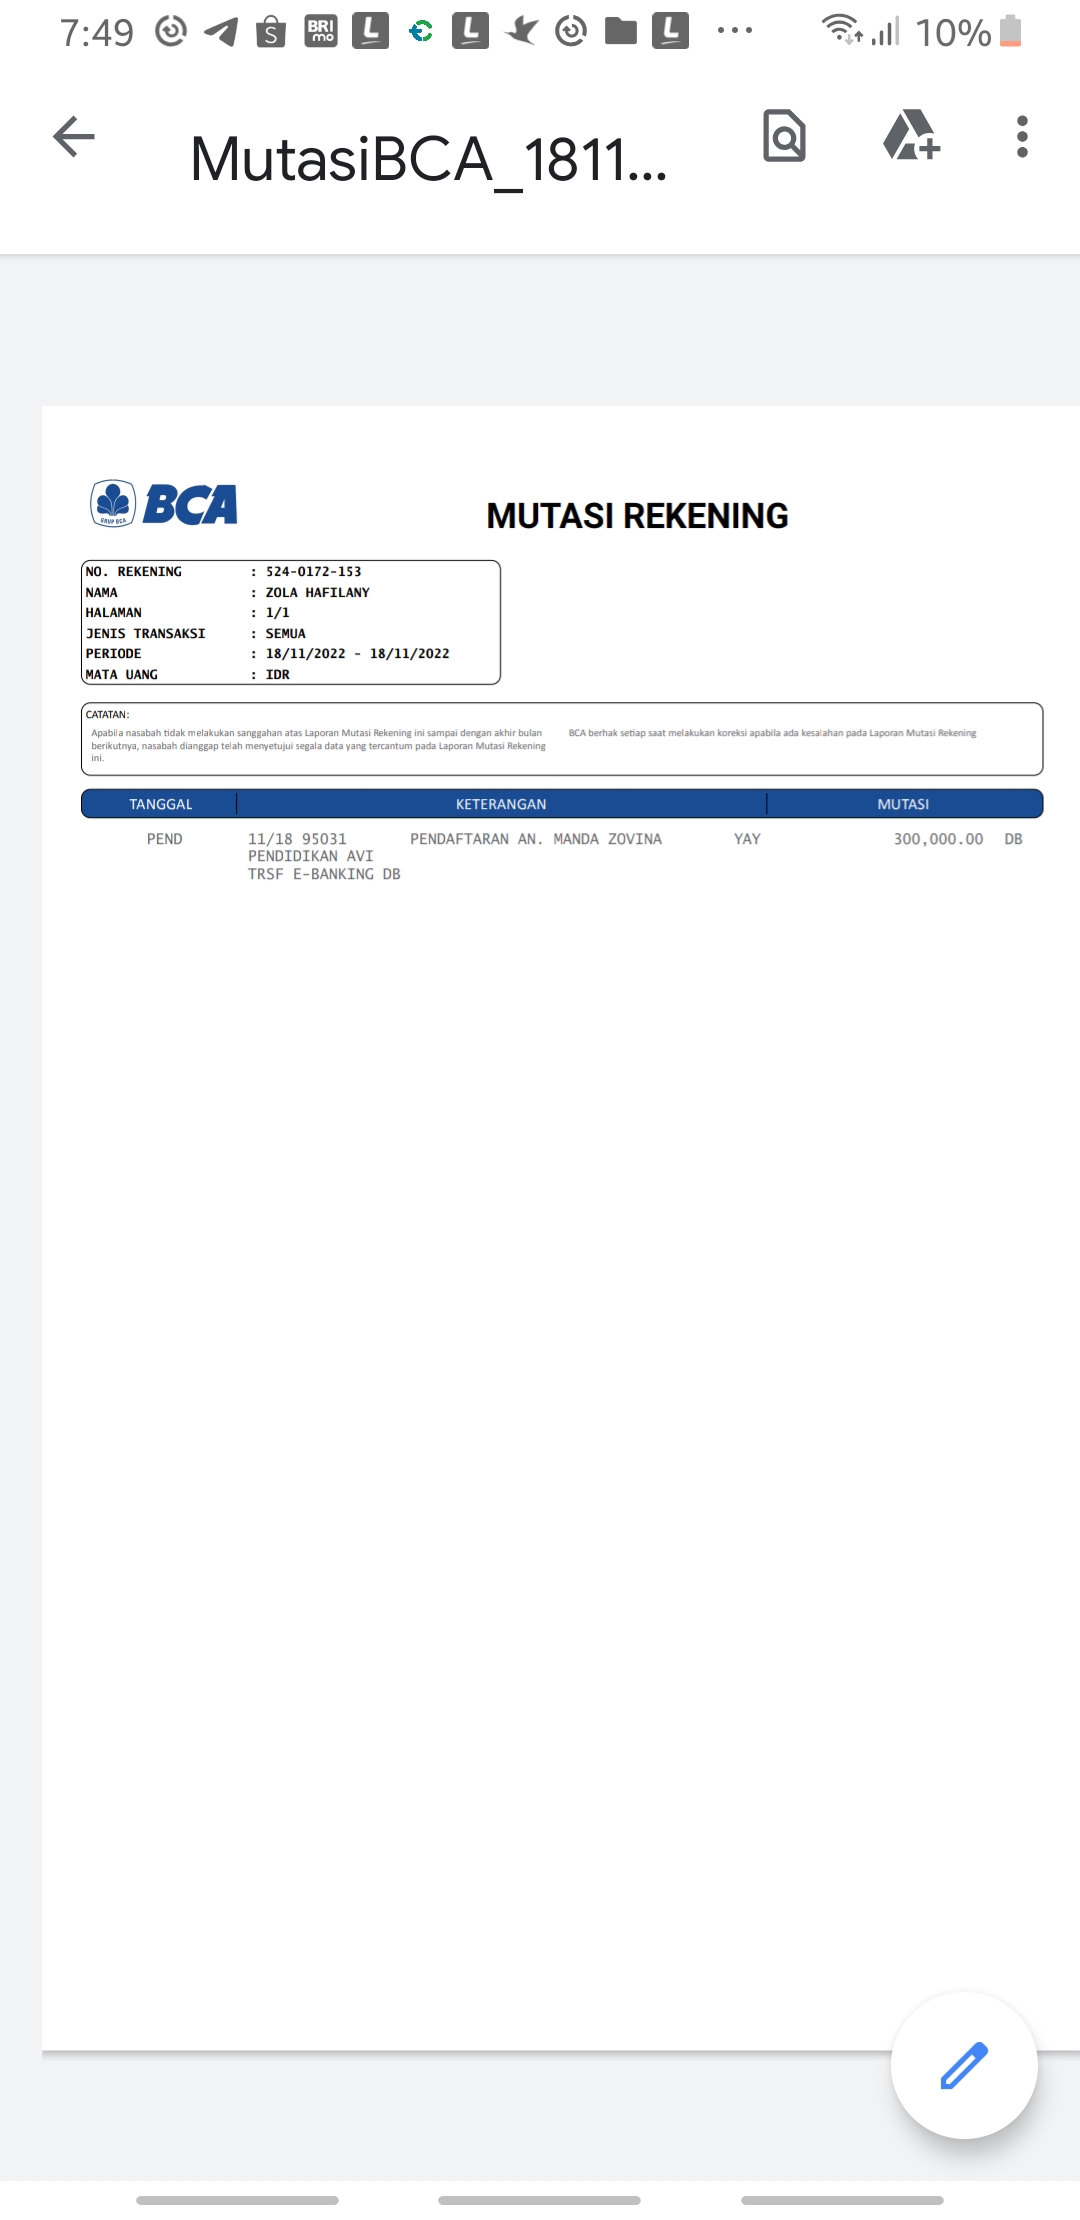 7:49 10%
MutasiBCA_1811...
GRUP BCA BCA
MUTASI REKENING
NO. REKENING : 524-0172-153
NAMA : ZOLA HAFILANY
HALAMAN : 1/1
JENIS TRANSAKSI : SEMUA
PERIODE : 18/11/2022 - 18/11/2022
MATA UANG : IDR
CATATAN:
Apabila nasabah tidak melakukan sanggahan atas Laporan Mutasi Rekening ini sampai dengan akhir bulan
berikutnya, nasabah dianggap telah menyetujui segala data yang tercantum pada Laporan Mutasi Rekening
ini.
BCA berhak setiap saat melakukan koreksi apabila ada kesalahan pada Laporan Mutasi Rekening
TANGGAL KETERANGAN MUTASI
PEND 11/18 95031 PENDAFTARAN AN. MANDA ZOVINA YAY 300,000.00 DB
PENDIDIKAN AVI
TRSF E-BANKING DB